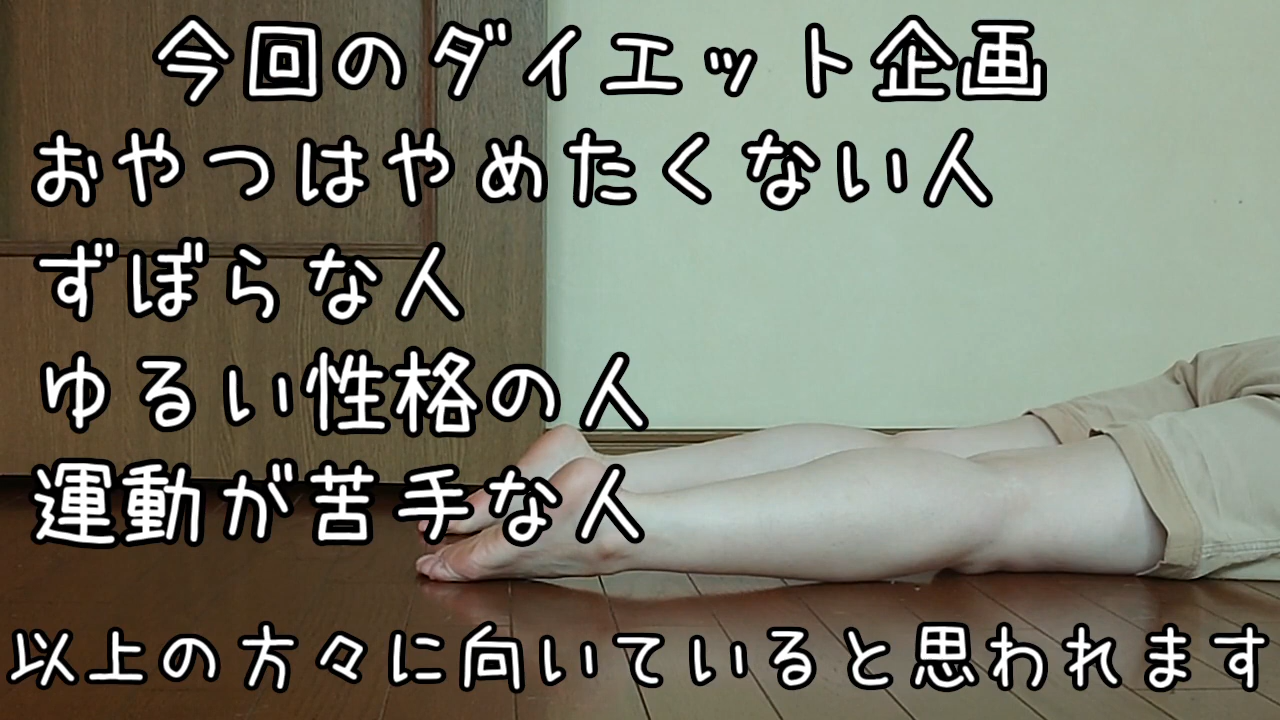 今回のダイエット企画
おやつはやめたくない人
ずぼらな人
ゆるい性格の人
運動が苦手な人
以上の方々に向いていると思われます